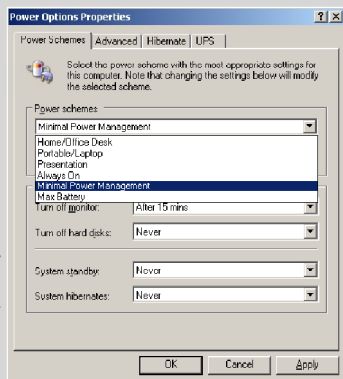 Power Options Properties
Power Schemes Advanced Hibernate UPS
Select the power scheme with the most appropriate settings for
this computer. Note that changing the settings below will modify
the selected scheme.
Power schemes
Minimal Power Management
Home/Office Desk
Portable/Laptop
Presentation
Always On
Minimal Power Management
Max Battery
Turn off monitor: After 15 mins
Turn off hard disks: Never
System standby: Never
System hibernates: Never
OK Cancel Apply